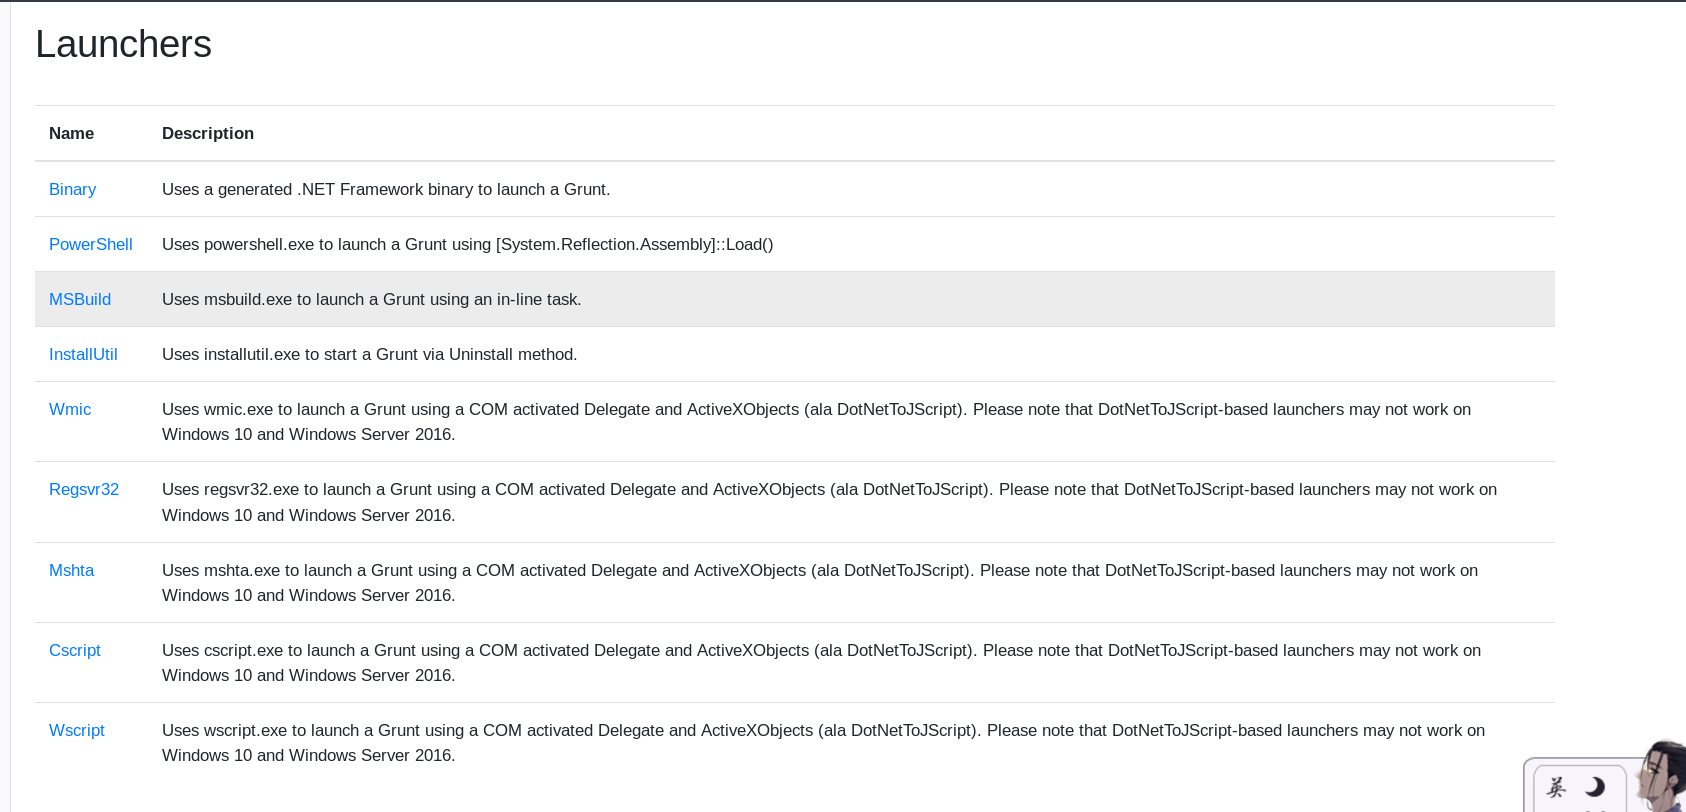 Launchers
Name Description
Binary Uses a generated .NET Framework binary to launch a Grunt.
PowerShell Uses powershell.exe to launch a Grunt using [System.Reflection.Assembly]::Load()
MSBuild Uses msbuild.exe to launch a Grunt using an in-line task.
InstallUtil Uses installutil.exe to start a Grunt via Uninstall method.
Wmic Uses wmic.exe to launch a Grunt using a COM activated Delegate and ActiveXObjects (ala DotNetToJScript). Please note that DotNetToJScript-based launchers may not work on
Windows 10 and Windows Server 2016.
Regsvr32 Uses regsvr32.exe to launch a Grunt using a COM activated Delegate and ActiveXObjects (ala DotNetToJScript). Please note that DotNetToJScript-based launchers may not work on
Windows 10 and Windows Server 2016.
Mshta Uses mshta.exe to launch a Grunt using a COM activated Delegate and ActiveXObjects (ala DotNetToJScript). Please note that DotNetToJScript-based launchers may not work on
Windows 10 and Windows Server 2016.
Cscript Uses cscript.exe to launch a Grunt using a COM activated Delegate and ActiveXObjects (ala DotNetToJScript). Please note that DotNetToJScript-based launchers may not work on
Windows 10 and Windows Server 2016.
Wscript Uses wscript.exe to launch a Grunt using a COM activated Delegate and ActiveXObjects (ala DotNetToJScript). Please note that DotNetToJScript-based launchers may not work on
Windows 10 and Windows Server 2016.
英